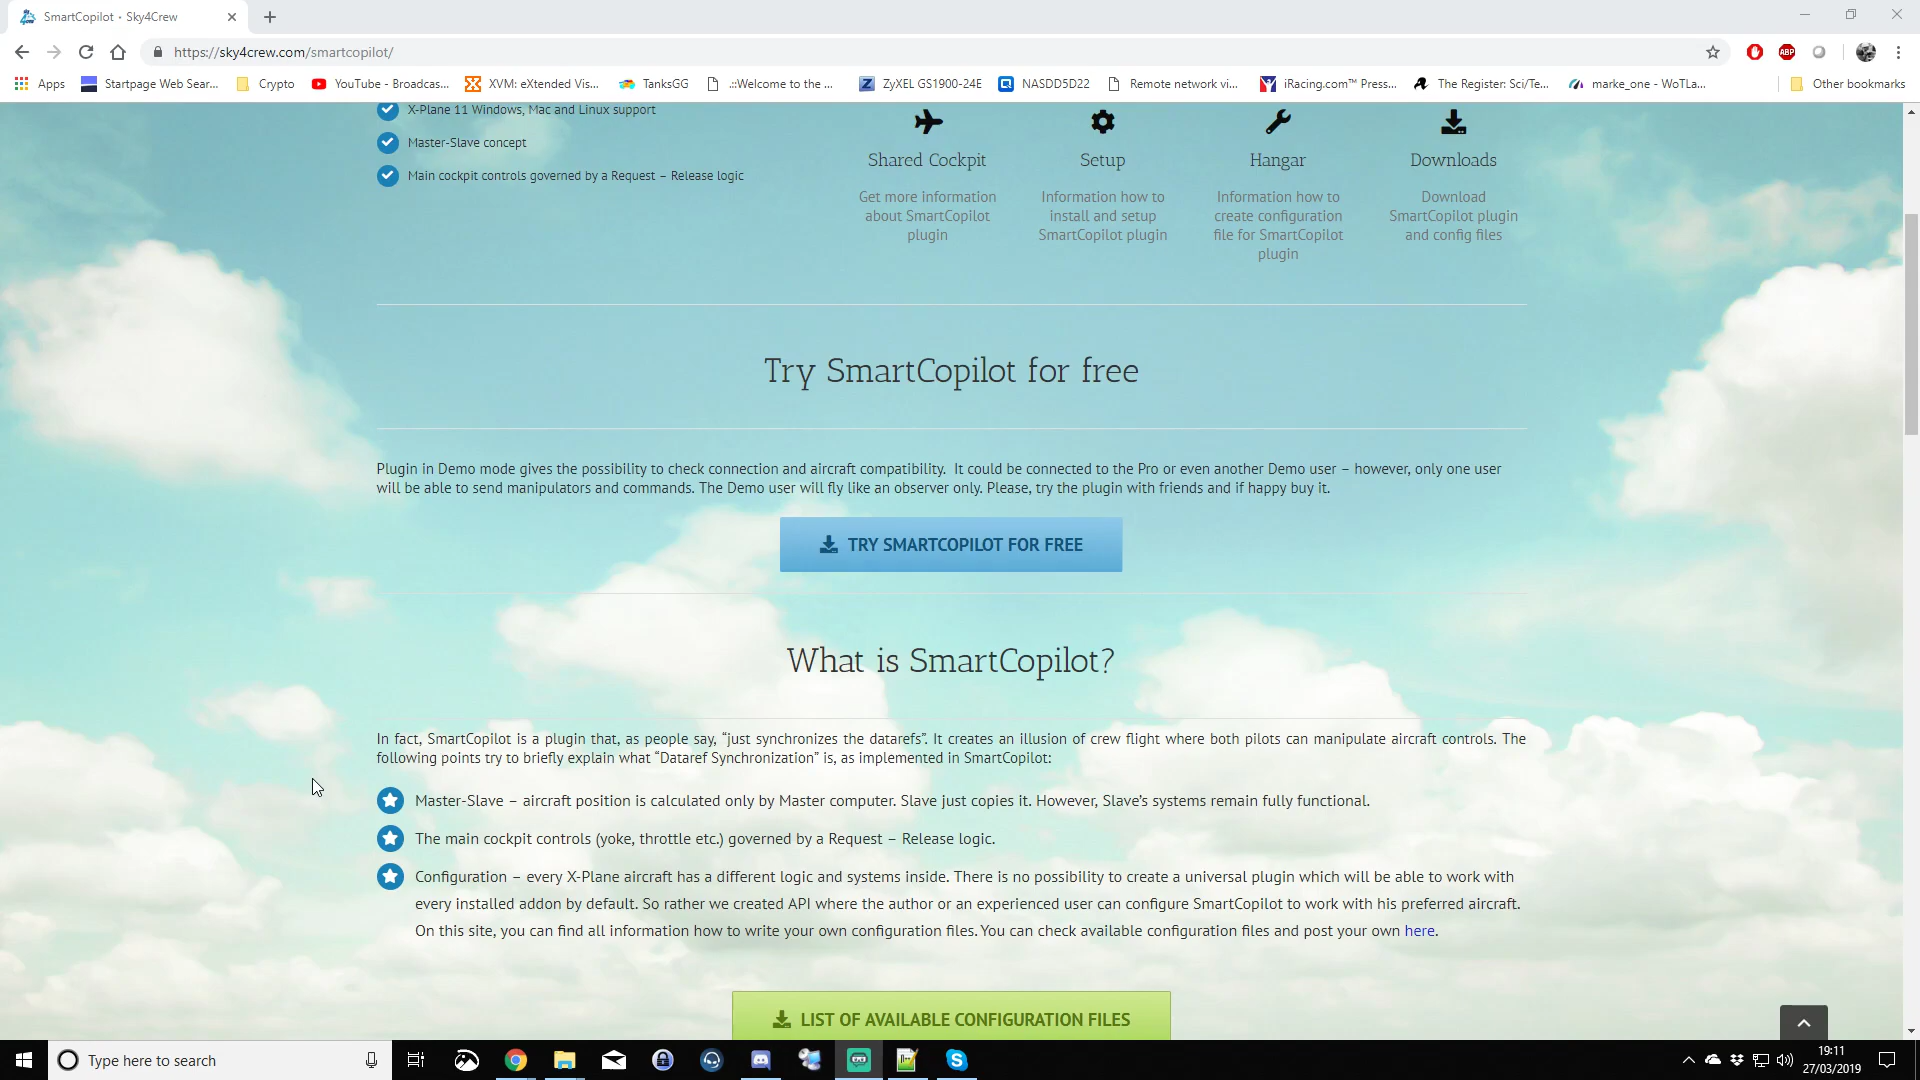 SmartCopilot • Sky4Crew
https://sky4crew.com/smartcopilot/
ABP
Apps
Startpage Web Sear...
Crypto
YouTube - Broadcas...
XVM: eXtended Vis...
TanksGG
.::Welcome to the ...
ZyXEL GS1900-24E
NASDD5D22
Remote network vi...
iRacing.com™ Press...
The Register: Sci/Te...
marke_one - WoTLa...
Other bookmarks
X-Plane 11 Windows, Mac and Linux support
Master-Slave concept
Main cockpit controls governed by a Request – Release logic
Shared Cockpit
Get more information
about SmartCopilot
plugin
Setup
Information how to
install and setup
SmartCopilot plugin
Hangar
Information how to
create configuration
file for SmartCopilot
plugin
Downloads
Download
SmartCopilot plugin
and config files
Try SmartCopilot for free
Plugin in Demo mode gives the possibility to check connection and aircraft compatibility. It could be connected to the Pro or even another Demo user – however, only one user
will be able to send manipulators and commands. The Demo user will fly like an observer only. Please, try the plugin with friends and if happy buy it.
TRY SMARTCOPILOT FOR FREE
What is SmartCopilot?
In fact, SmartCopilot is a plugin that, as people say, “just synchronizes the datarefs”. It creates an illusion of crew flight where both pilots can manipulate aircraft controls. The
following points try to briefly explain what “Dataref Synchronization” is, as implemented in SmartCopilot:
Master-Slave – aircraft position is calculated only by Master computer. Slave just copies it. However, Slave’s systems remain fully functional.
The main cockpit controls (yoke, throttle etc.) governed by a Request – Release logic.
Configuration – every X-Plane aircraft has a different logic and systems inside. There is no possibility to create a universal plugin which will be able to work with
every installed addon by default. So rather we created API where the author or an experienced user can configure SmartCopilot to work with his preferred aircraft.
On this site, you can find all information how to write your own configuration files. You can check available configuration files and post your own here.
LIST OF AVAILABLE CONFIGURATION FILES
Type here to search
19:11
27/03/2019